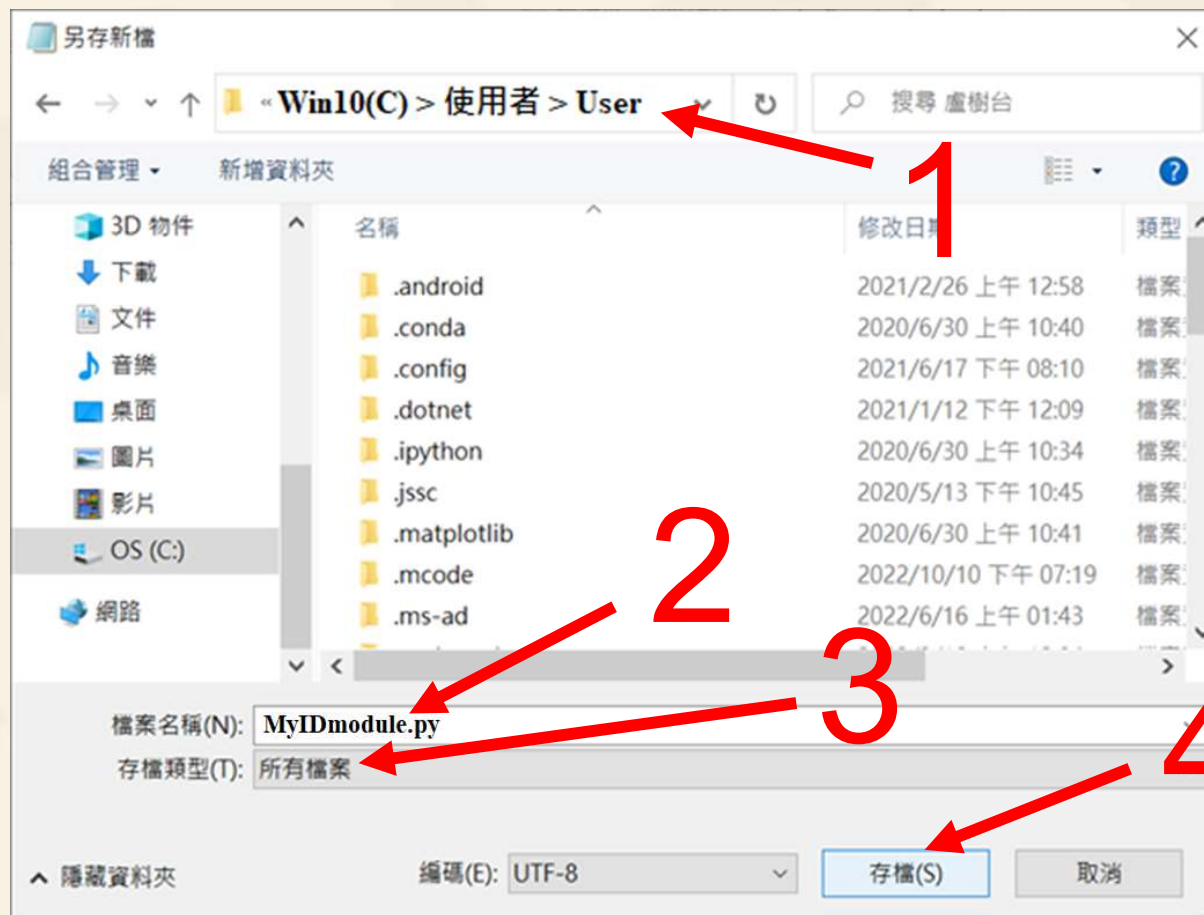 另存新檔
« Win10(C) > 使用者 > User
搜尋 盧樹台
1
組合管理
新增資料夾
名稱
修改日期
類型
3D 物件
下載
文件
音樂
桌面
圖片
影片
OS (C:)
網路
.android 2021/2/26 上午 12:58 檔案
.conda 2020/6/30 上午 10:40 檔案
.config 2021/6/17 下午 08:10 檔案
.dotnet 2021/1/12 下午 12:09 檔案
.ipython 2020/6/30 上午 10:34 檔案
.jssc 2020/5/13 下午 10:45 檔案
.matplotlib 2020/6/30 上午 10:41 檔案
.mcode 2022/10/10 下午 07:19 檔案
.ms-ad 2022/6/16 上午 01:43 檔案
2
3
4
檔案名稱(N): MyIDmodule.py
存檔類型(T): 所有檔案
隱藏資料夾
編碼(E): UTF-8
存檔(S)
取消